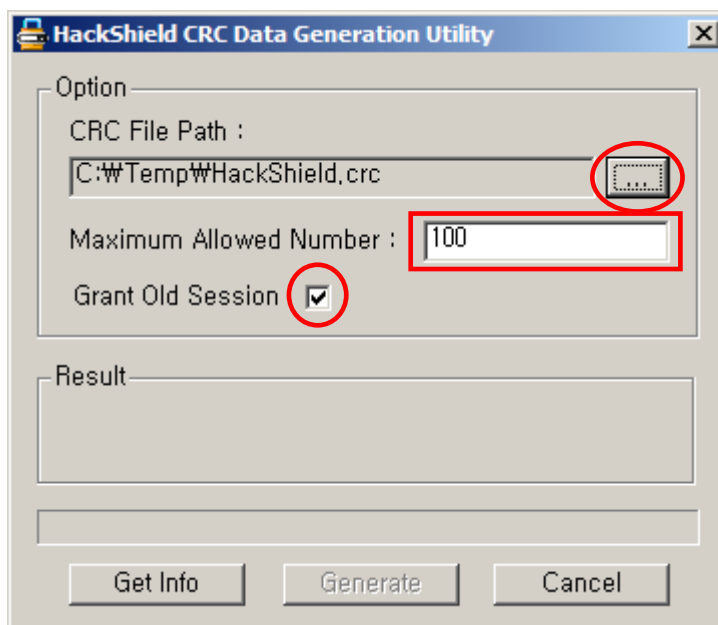 HackShield CRC Data Generation Utility
Option
CRC File Path :
C:₩Temp₩HackShield.crc
...
Maximum Allowed Number :
100
Grant Old Session
Result
Get Info
Generate
Cancel